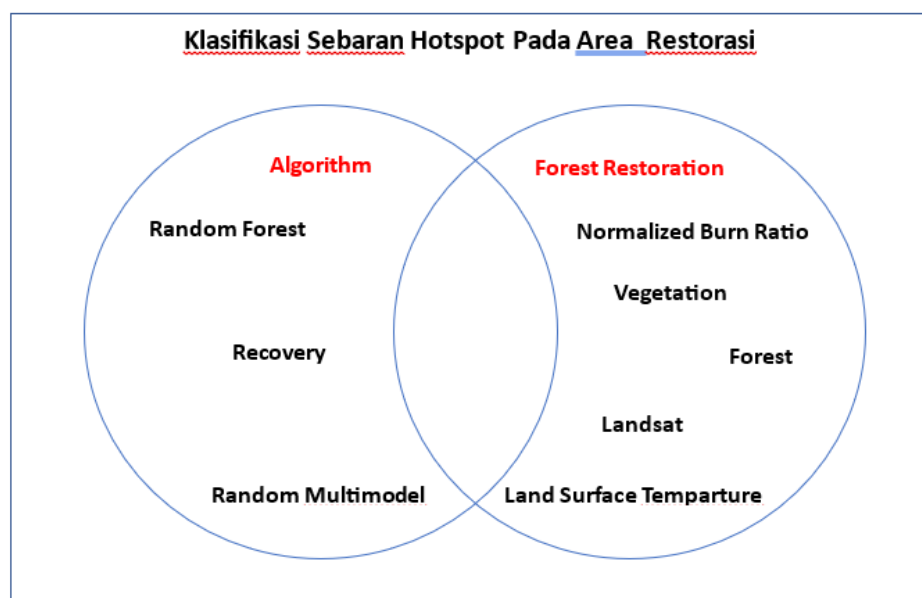 Klasifikasi Sebaran Hotspot Pada Area Restorasi
Algorithm
Forest Restoration
Random Forest
Normalized Burn Ratio
Vegetation
Recovery
Forest
Landsat
Random Multimodel
Land Surface Temparture